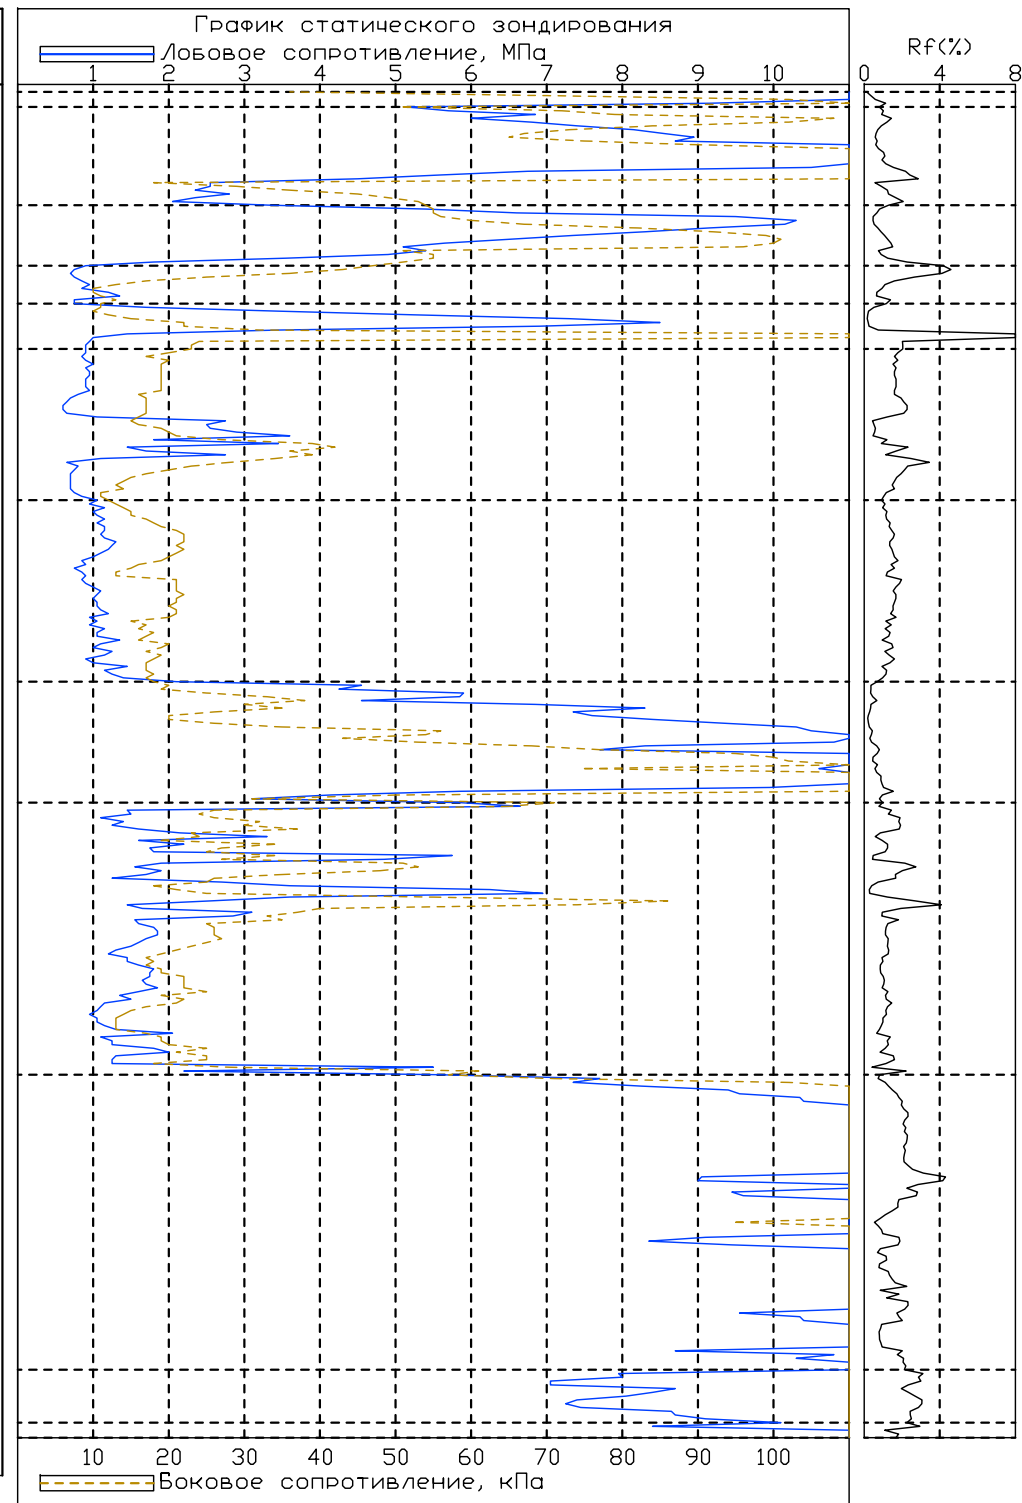 График статического зондирования
Лобовое сопротивление, МПа
Rf(%)
1 2 3 4 5 6 7 8 9 10
0 4 8
10 20 30 40 50 60 70 80 90 100
Боковое сопротивление, кПа